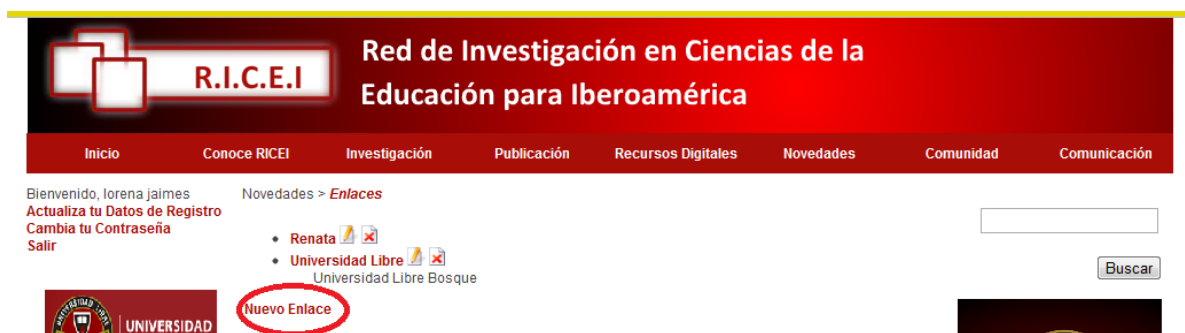 R.I.C.E.I
Red de Investigación en Ciencias de la
Educación para Iberoamérica
Inicio Conoce RICEI Investigación Publicación Recursos Digitales Novedades Comunidad Comunicación
Bienvenido, lorena jaimes
Actualiza tu Datos de Registro
Cambia tu Contraseña
Salir
Novedades > Enlaces
Renata
Universidad Libre
Universidad Libre Bosque
Nuevo Enlace
Buscar
UNIVERSIDAD